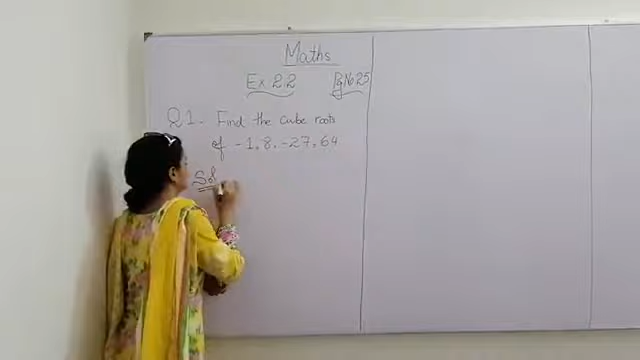 Maths
Ex 2.2 Pg No 25
Q1. Find the cube roots
of -1, 8, -27, 64
Sol